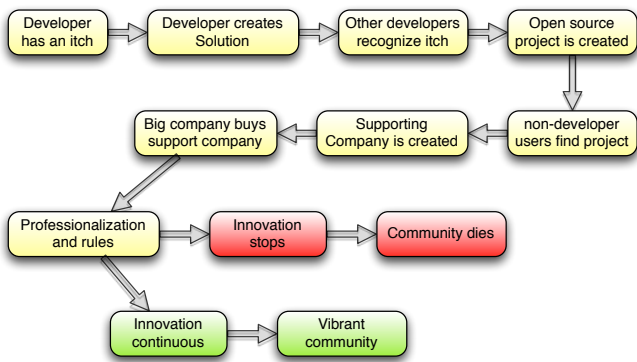 Developer
has an itch
Developer creates
Solution
Other developers
recognize itch
Open source
project is created
non-developer
users find project
Supporting
Company is created
Big company buys
support company
Professionalization
and rules
Innovation
stops
Community dies
Innovation
continuous
Vibrant
community